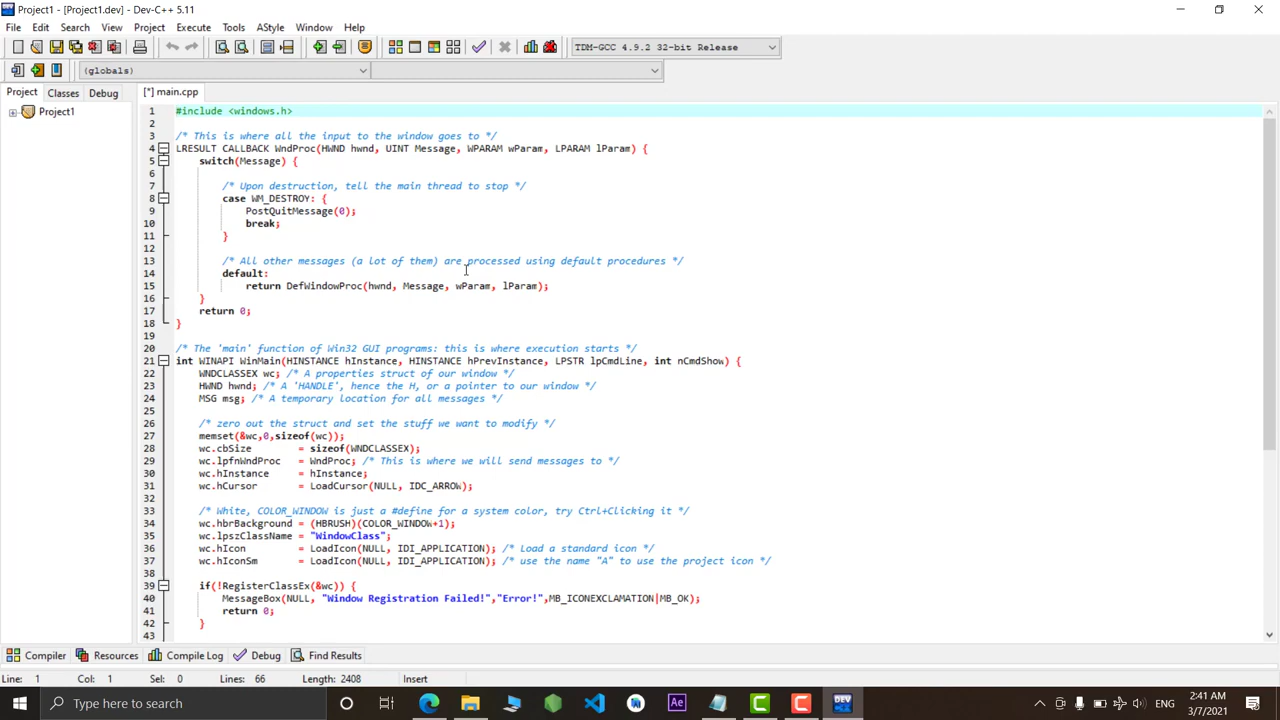 Project1 - [Project1.dev] - Dev-C++ 5.11
File Edit Search View Project Execute Tools AStyle Window Help
TDM-GCC 4.9.2 32-bit Release
(globals)
Project Classes Debug [*] main.cpp
Project1
1 #include <windows.h>
2
3 /* This is where all the input to the window goes to */
4 LRESULT CALLBACK WndProc(HWND hwnd, UINT Message, WPARAM wParam, LPARAM lParam) {
5 switch(Message) {
6
7 /* Upon destruction, tell the main thread to stop */
8 case WM_DESTROY: {
9 PostQuitMessage(0);
10 break;
11 }
12
13 /* All other messages (a lot of them) are processed using default procedures */
14 default:
15 return DefWindowProc(hwnd, Message, wParam, lParam);
16 }
17 return 0;
18 }
19
20 /* The 'main' function of Win32 GUI programs: this is where execution starts */
21 int WINAPI WinMain(HINSTANCE hInstance, HINSTANCE hPrevInstance, LPSTR lpCmdLine, int nCmdShow) {
22 WNDCLASSEX wc; /* A properties struct of our window */
23 HWND hwnd; /* A 'HANDLE', hence the H, or a pointer to our window */
24 MSG msg; /* A temporary location for all messages */
25
26 /* zero out the struct and set the stuff we want to modify */
27 memset(&wc,0,sizeof(wc));
28 wc.cbSize = sizeof(WNDCLASSEX);
29 wc.lpfnWndProc = WndProc; /* This is where we will send messages to */
30 wc.hInstance = hInstance;
31 wc.hCursor = LoadCursor(NULL, IDC_ARROW);
32
33 /* White, COLOR_WINDOW is just a #define for a system color, try Ctrl+Clicking it */
34 wc.hbrBackground = (HBRUSH)(COLOR_WINDOW+1);
35 wc.lpszClassName = "WindowClass";
36 wc.hIcon = LoadIcon(NULL, IDI_APPLICATION); /* Load a standard icon */
37 wc.hIconSm = LoadIcon(NULL, IDI_APPLICATION); /* use the name "A" to use the project icon */
38
39 if(!RegisterClassEx(&wc)) {
40 MessageBox(NULL, "Window Registration Failed!","Error!",MB_ICONEXCLAMATION|MB_OK);
41 return 0;
42 }
43
Compiler Resources Compile Log Debug Find Results
Line: 1 Col: 1 Sel: 0 Lines: 66 Length: 2408 Insert
Type here to search
Ae
DEV
ENG
2:41 AM
3/7/2021